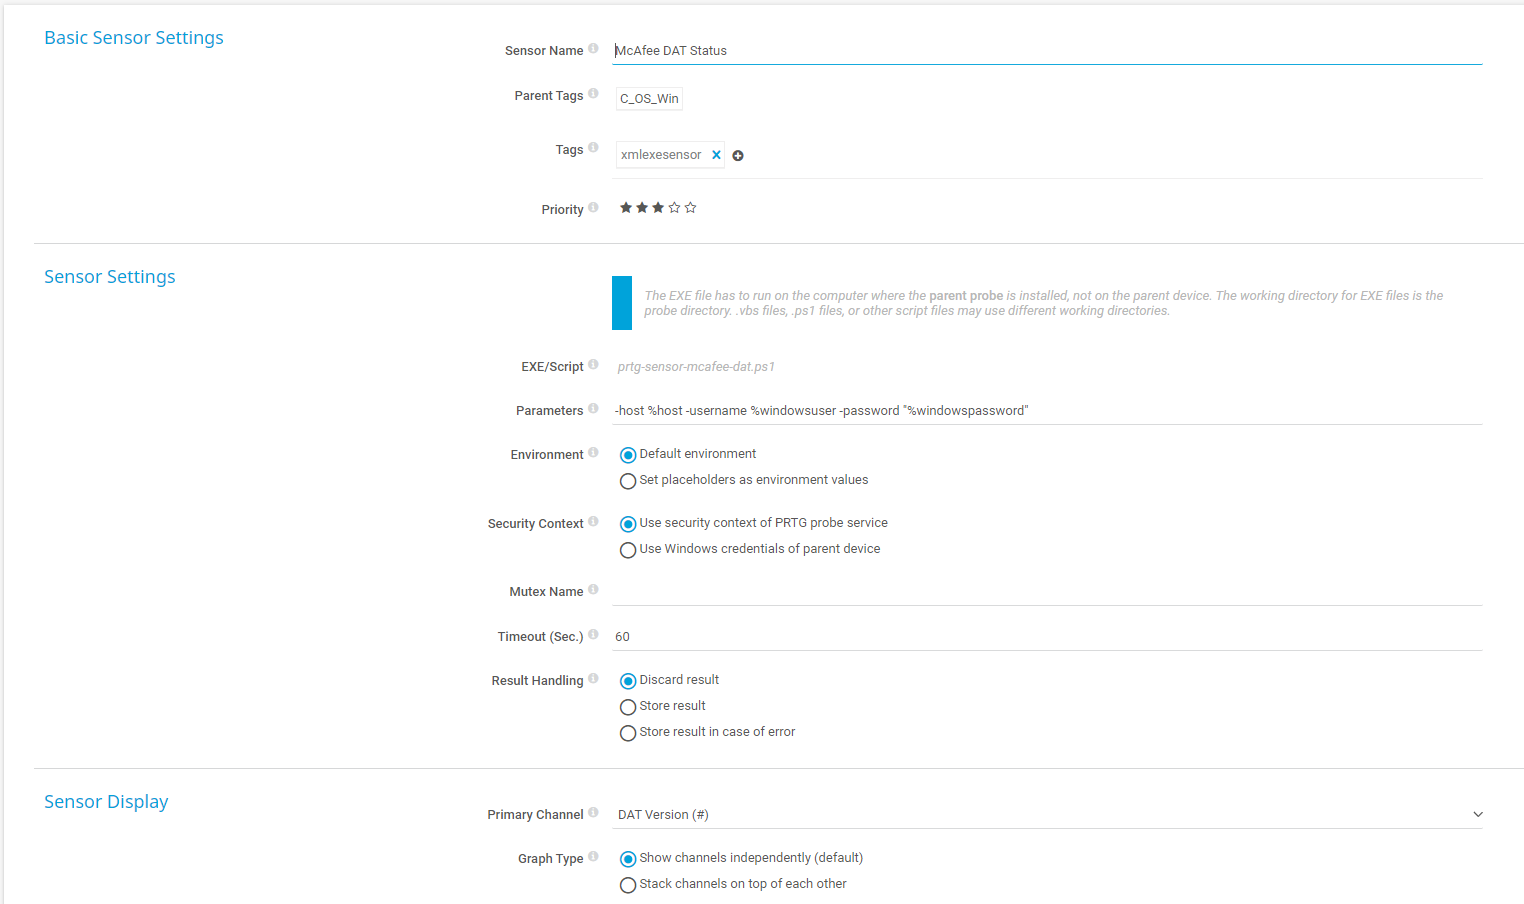 Basic Sensor Settings
Sensor Name
McAfee DAT Status
Parent Tags
C_OS_Win
Tags
xmlexesensor
Priority
Sensor Settings
The EXE file has to run on the computer where the parent probe is installed, not on the parent device. The working directory for EXE files is the
probe directory. .vbs files, .ps1 files, or other script files may use different working directories.
EXE/Script
prtg-sensor-mcafee-dat.ps1
Parameters
-host %host -username %windowsuser -password "%windowspassword"
Environment
Default environment
Set placeholders as environment values
Security Context
Use security context of PRTG probe service
Use Windows credentials of parent device
Mutex Name
Timeout (Sec.)
60
Result Handling
Discard result
Store result
Store result in case of error
Sensor Display
Primary Channel
DAT Version (#)
Graph Type
Show channels independently (default)
Stack channels on top of each other